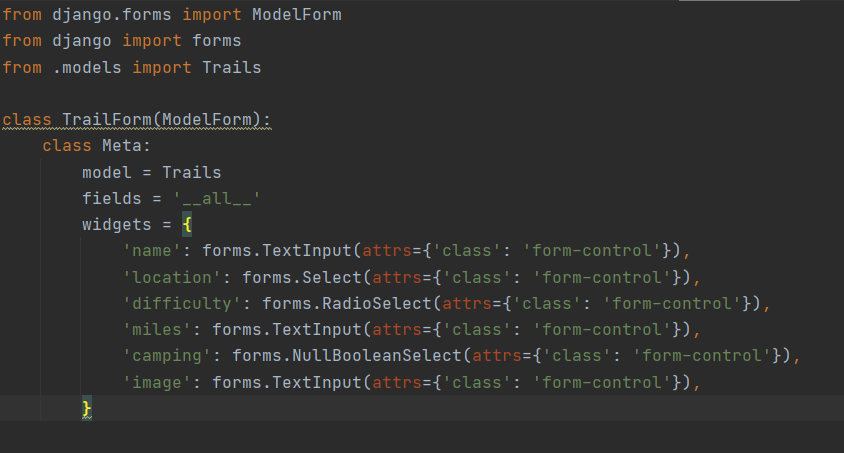 from django.forms import ModelForm
from django import forms
from .models import Trails

class TrailForm(ModelForm):
    class Meta:
        model = Trails
        fields = '__all__'
        widgets = {
            'name': forms.TextInput(attrs={'class': 'form-control'}),
            'location': forms.Select(attrs={'class': 'form-control'}),
            'difficulty': forms.RadioSelect(attrs={'class': 'form-control'}),
            'miles': forms.TextInput(attrs={'class': 'form-control'}),
            'camping': forms.NullBooleanSelect(attrs={'class': 'form-control'}),
            'image': forms.TextInput(attrs={'class': 'form-control'}),
        }